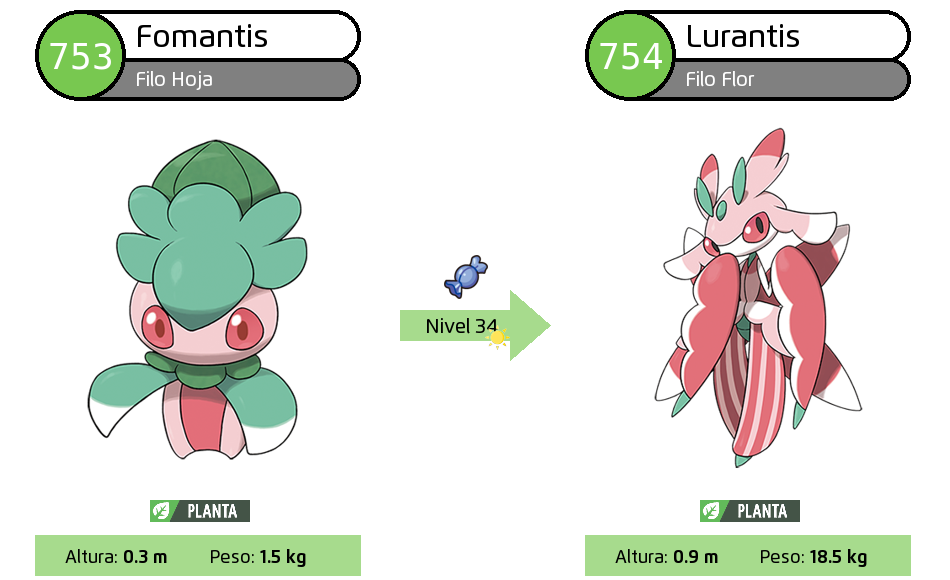 753
Fomantis
Filo Hoja
754
Lurantis
Filo Flor
Nivel 34
PLANTA
PLANTA
Altura: 0.3 m Peso: 1.5 kg
Altura: 0.9 m Peso: 18.5 kg